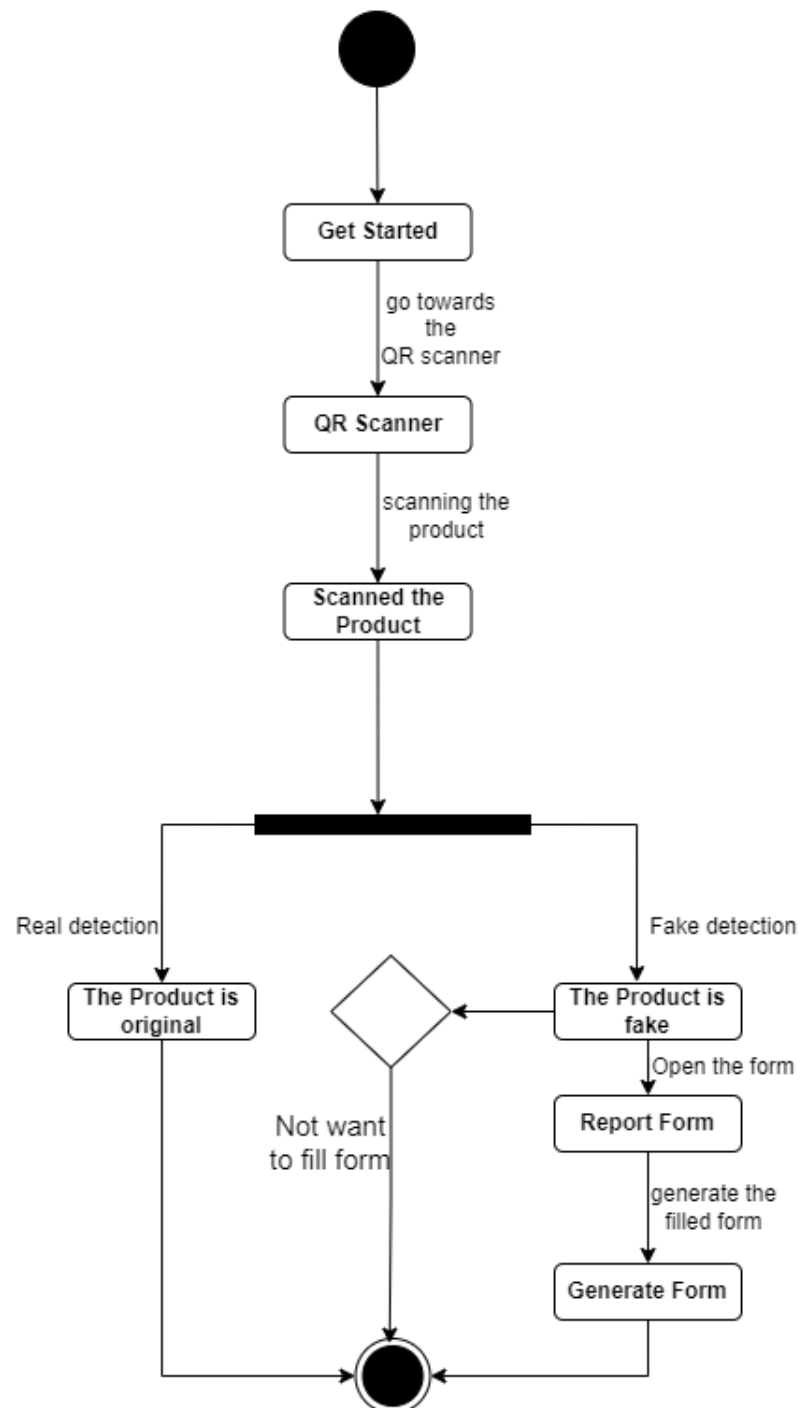 Get Started
go towards
the
QR scanner
QR Scanner
scanning the
product
Scanned the
Product
Real detection
Fake detection
The Product is
original
The Product is
fake
Open the form
Not want
to fill form
Report Form
generate the
filled form
Generate Form